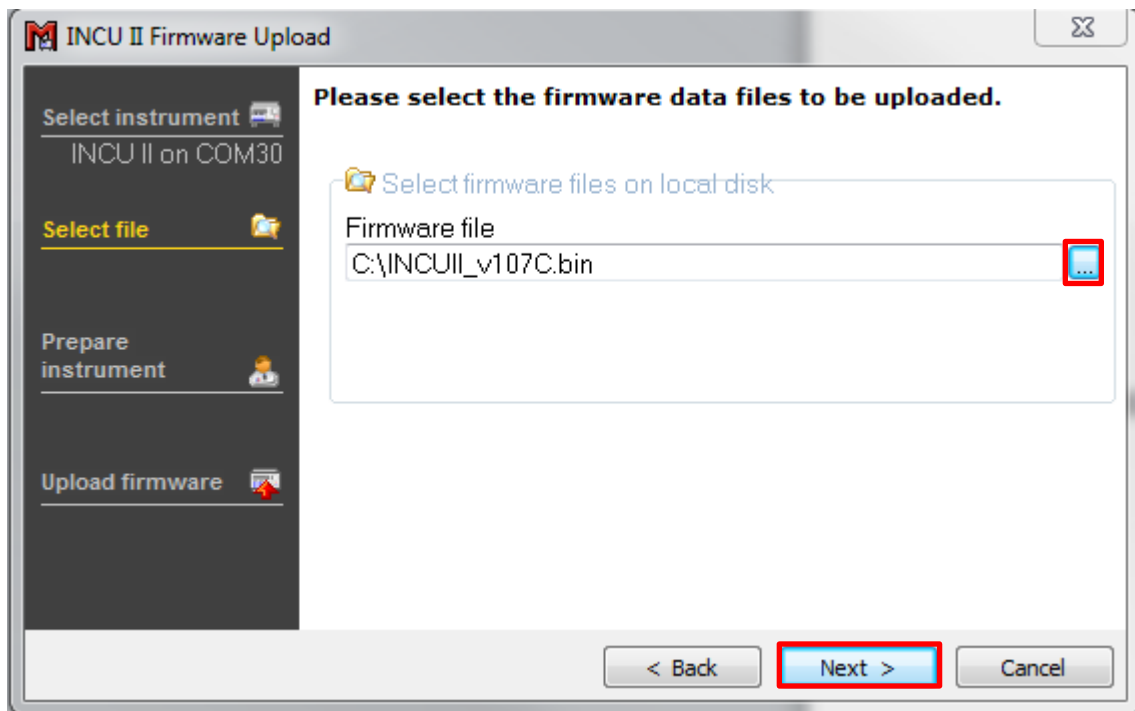 INCU II Firmware Upload
Select instrument
INCU II on COM30
Select file
Prepare
instrument
Upload firmware
Please select the firmware data files to be uploaded.
Select firmware files on local disk
Firmware file
C:\INCUII_v107C.bin
...
< Back
Next >
Cancel